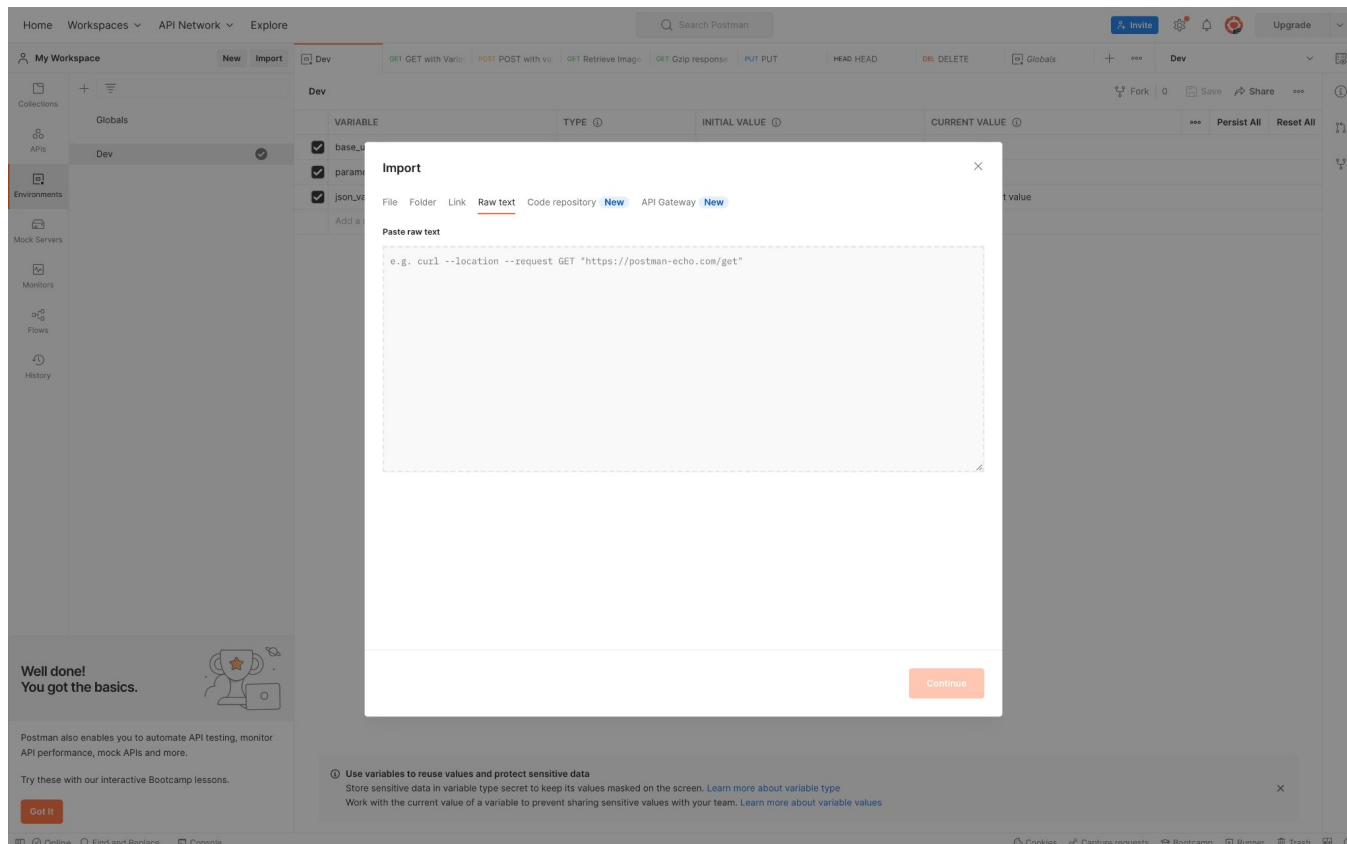 Home Workspaces API Network Explore Search Postman Invite Upgrade
My Workspace New Import Dev GET GET with Varia POST POST with va GET Retrieve Image GET Gzip response PUT PUT HEAD HEAD DEL DELETE Globals Dev
Collections
APIs
Environments
Mock Servers
Monitors
Flows
History
Globals
Dev
Dev Fork 0 Save Share
VARIABLE TYPE INITIAL VALUE CURRENT VALUE Persist All Reset All
base_u
parame
json_va t value
Add a
Import
File Folder Link Raw text Code repository New API Gateway New
Paste raw text
e.g. curl --location --request GET "https://postman-echo.com/get"
Continue
Well done!
You got the basics.
Postman also enables you to automate API testing, monitor
API performance, mock APIs and more.
Try these with our interactive Bootcamp lessons.
Got It
Use variables to reuse values and protect sensitive data
Store sensitive data in variable type secret to keep its values masked on the screen. Learn more about variable type
Work with the current value of a variable to prevent sharing sensitive values with your team. Learn more about variable values
Online Find and Replace Console Cookies Capture requests Bootcamp Runner Trash